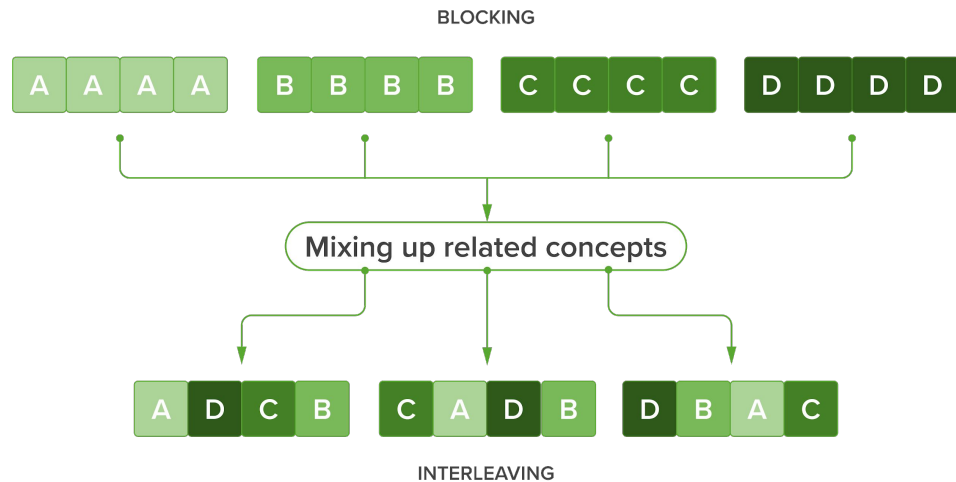 BLOCKING
A A A A B B B B C C C C D D D D
Mixing up related concepts
A D C B C A D B D B A C
INTERLEAVING